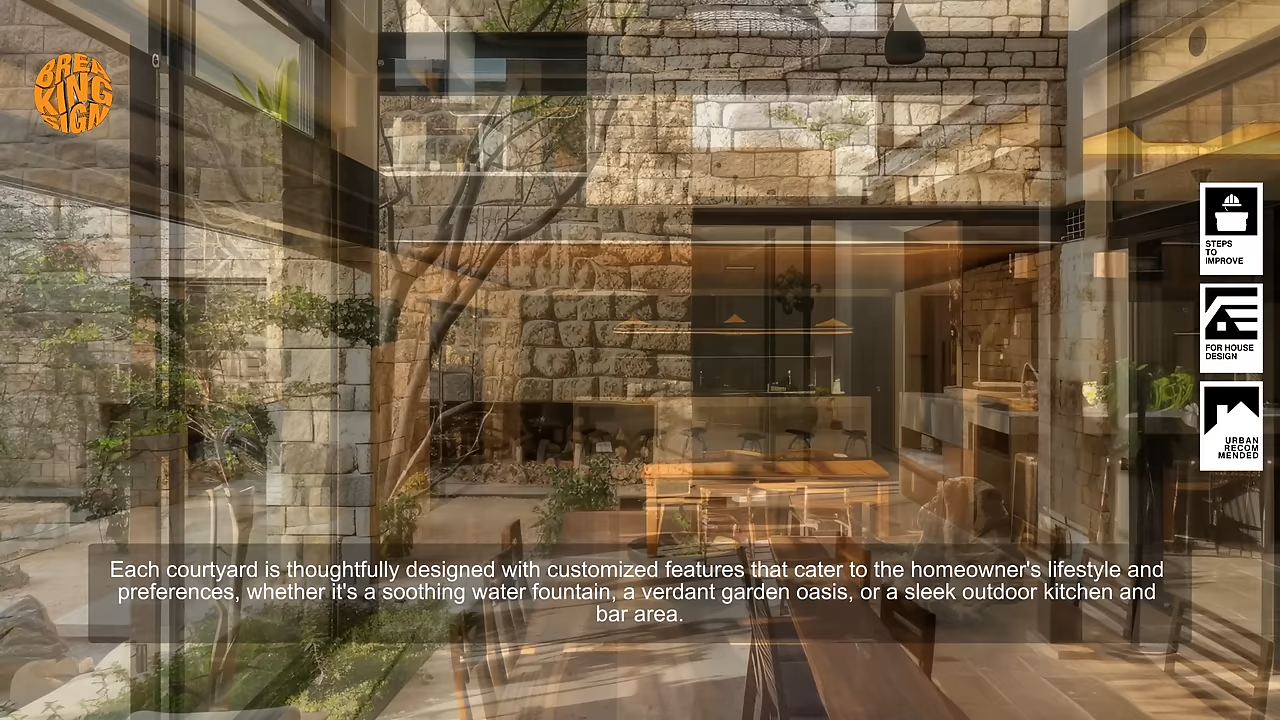 BREA
KING
SIGN
STEPS
TO
IMPROVE
FOR HOUSE
DESIGN
URBAN
RECOM
MENDED
Each courtyard is thoughtfully designed with customized features that cater to the homeowner's lifestyle and
preferences, whether it's a soothing water fountain, a verdant garden oasis, or a sleek outdoor kitchen and
bar area.